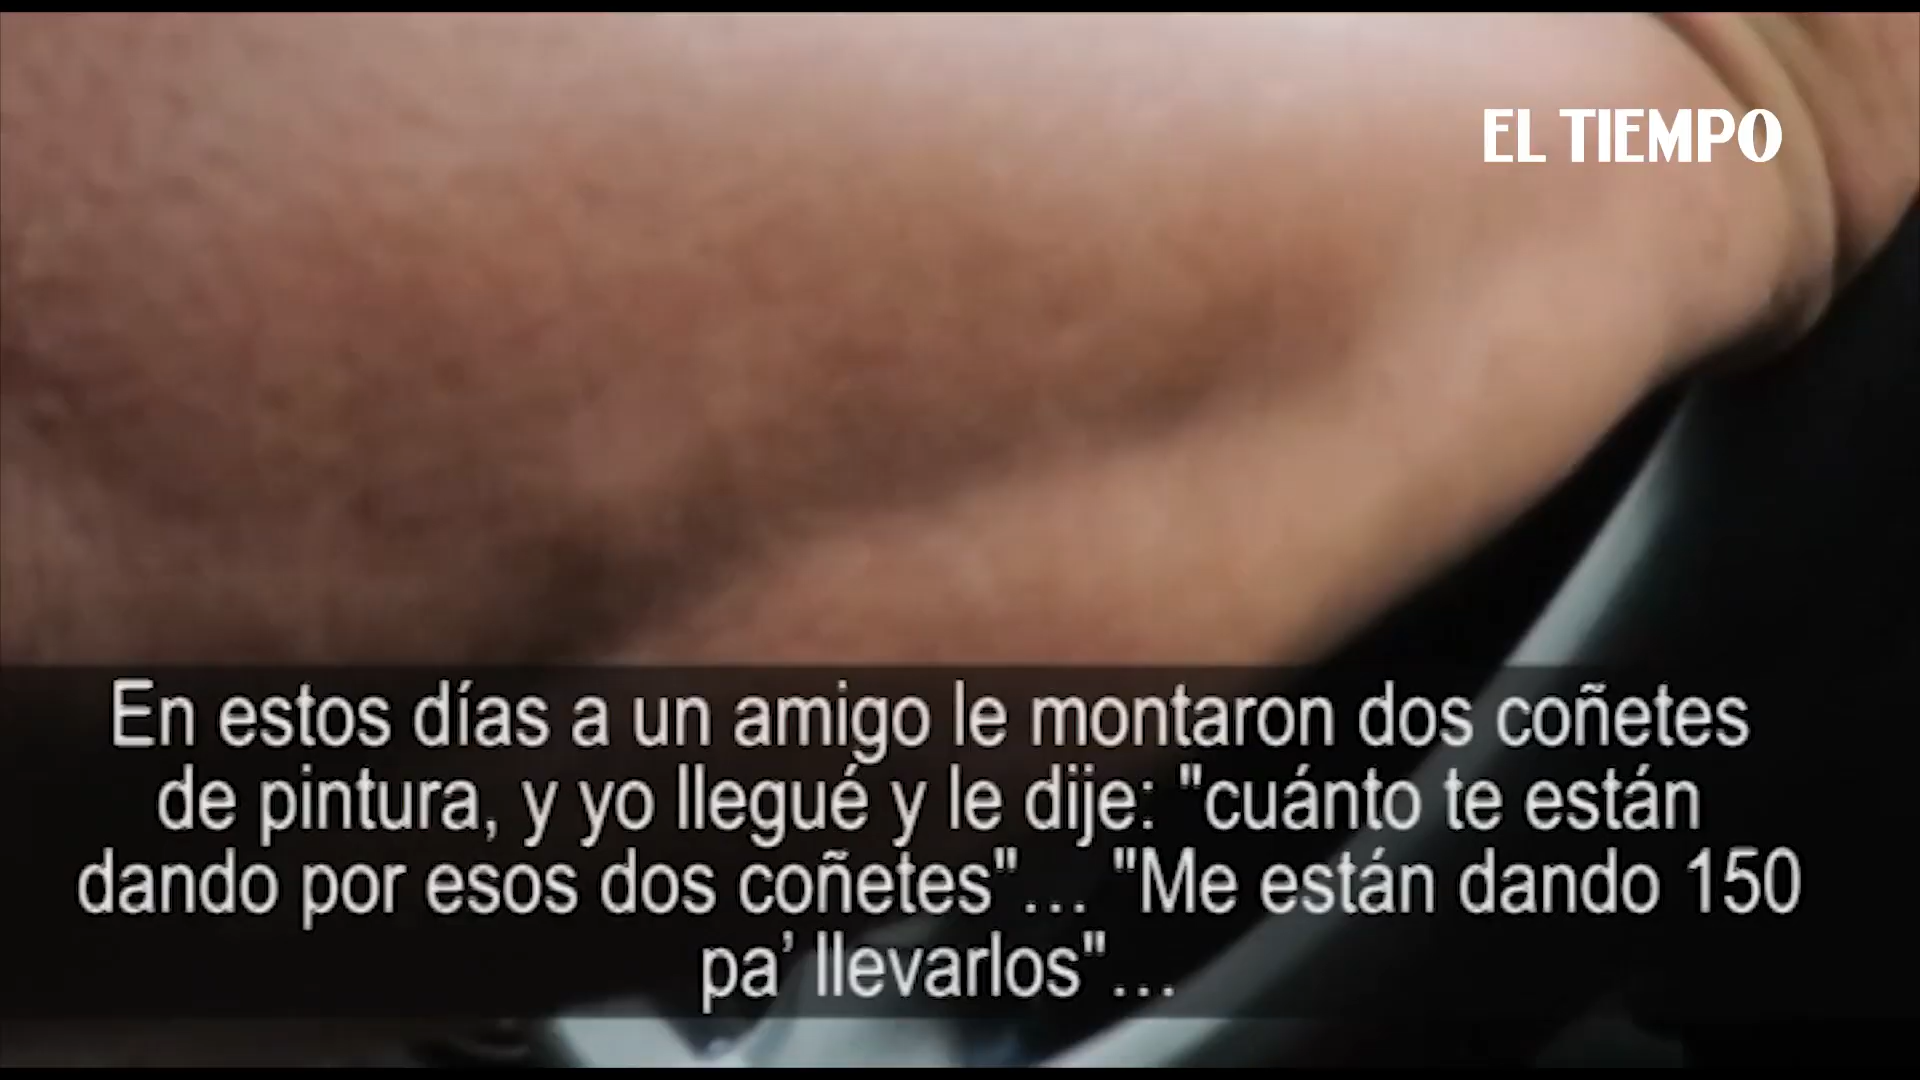 EL TIEMPO
En estos días a un amigo le montaron dos coñetes
de pintura, y yo llegué y le dije: "cuánto te están
dando por esos dos coñetes"… "Me están dando 150
pa’ llevarlos"…